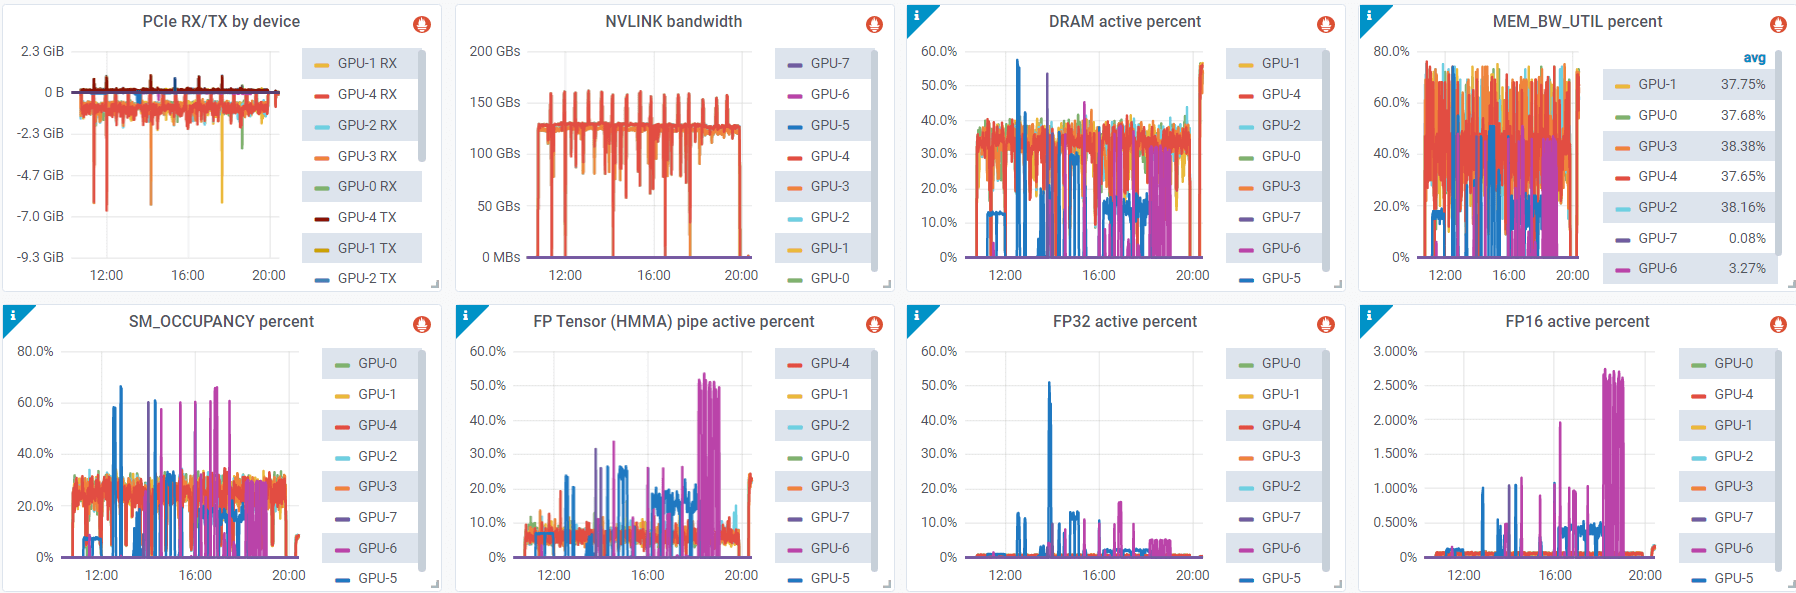 PCIe RX/TX by device
2.3 GiB
0 B
-2.3 GiB
-4.7 GiB
-7.0 GiB
-9.3 GiB
12:00 16:00 20:00
GPU-1 RX
GPU-4 RX
GPU-2 RX
GPU-3 RX
GPU-0 RX
GPU-4 TX
GPU-1 TX
GPU-2 TX
NVLINK bandwidth
200 GBs
150 GBs
100 GBs
50 GBs
0 MBs
12:00 16:00 20:00
GPU-7
GPU-6
GPU-5
GPU-4
GPU-3
GPU-2
GPU-1
GPU-0
i
DRAM active percent
60.0%
50.0%
40.0%
30.0%
20.0%
10.0%
0%
12:00 16:00 20:00
GPU-1
GPU-4
GPU-2
GPU-0
GPU-3
GPU-7
GPU-6
GPU-5
i
MEM_BW_UTIL percent
80.0%
60.0%
40.0%
20.0%
0%
12:00 16:00 20:00
avg
GPU-1 37.75%
GPU-0 37.68%
GPU-3 38.38%
GPU-4 37.65%
GPU-2 38.16%
GPU-7 0.08%
GPU-6 3.27%
i
SM_OCCUPANCY percent
80.0%
60.0%
40.0%
20.0%
0%
12:00 16:00 20:00
GPU-0
GPU-1
GPU-4
GPU-2
GPU-3
GPU-7
GPU-6
GPU-5
i
FP Tensor (HMMA) pipe active percent
60.0%
50.0%
40.0%
30.0%
20.0%
10.0%
0%
12:00 16:00 20:00
GPU-4
GPU-1
GPU-2
GPU-0
GPU-3
GPU-7
GPU-6
GPU-5
i
FP32 active percent
60.0%
50.0%
40.0%
30.0%
20.0%
10.0%
0%
12:00 16:00 20:00
GPU-0
GPU-1
GPU-4
GPU-3
GPU-2
GPU-7
GPU-6
GPU-5
i
FP16 active percent
3.000%
2.500%
2.000%
1.500%
1.000%
0.500%
0%
12:00 16:00 20:00
GPU-0
GPU-4
GPU-1
GPU-2
GPU-3
GPU-7
GPU-6
GPU-5